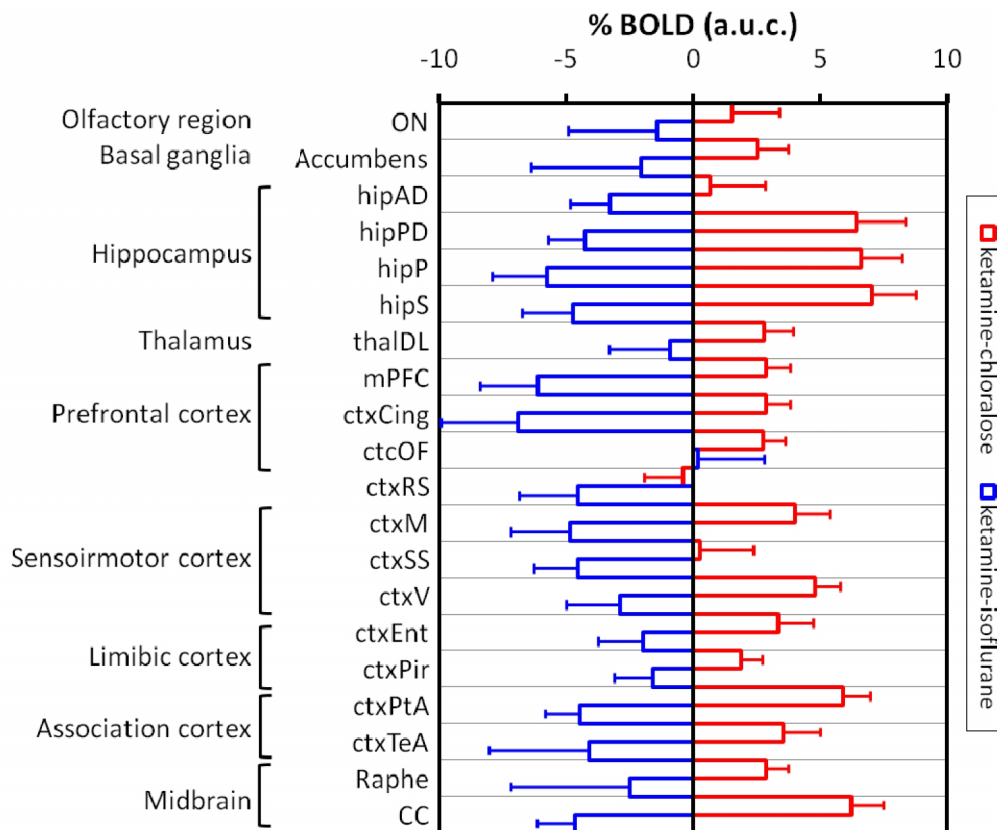 % BOLD (a.u.c.)
-10 -5 0 5 10
Olfactory region
Basal ganglia
Hippocampus
Thalamus
Prefrontal cortex
Sensoirmotor cortex
Limibic cortex
Association cortex
Midbrain
ON
Accumbens
hipAD
hipPD
hipP
hipS
thalDL
mPFC
ctxCing
ctcOF
ctxRS
ctxM
ctxSS
ctxV
ctxEnt
ctxPir
ctxPtA
ctxTeA
Raphe
CC
ketamine-chloralose
ketamine-isoflurane